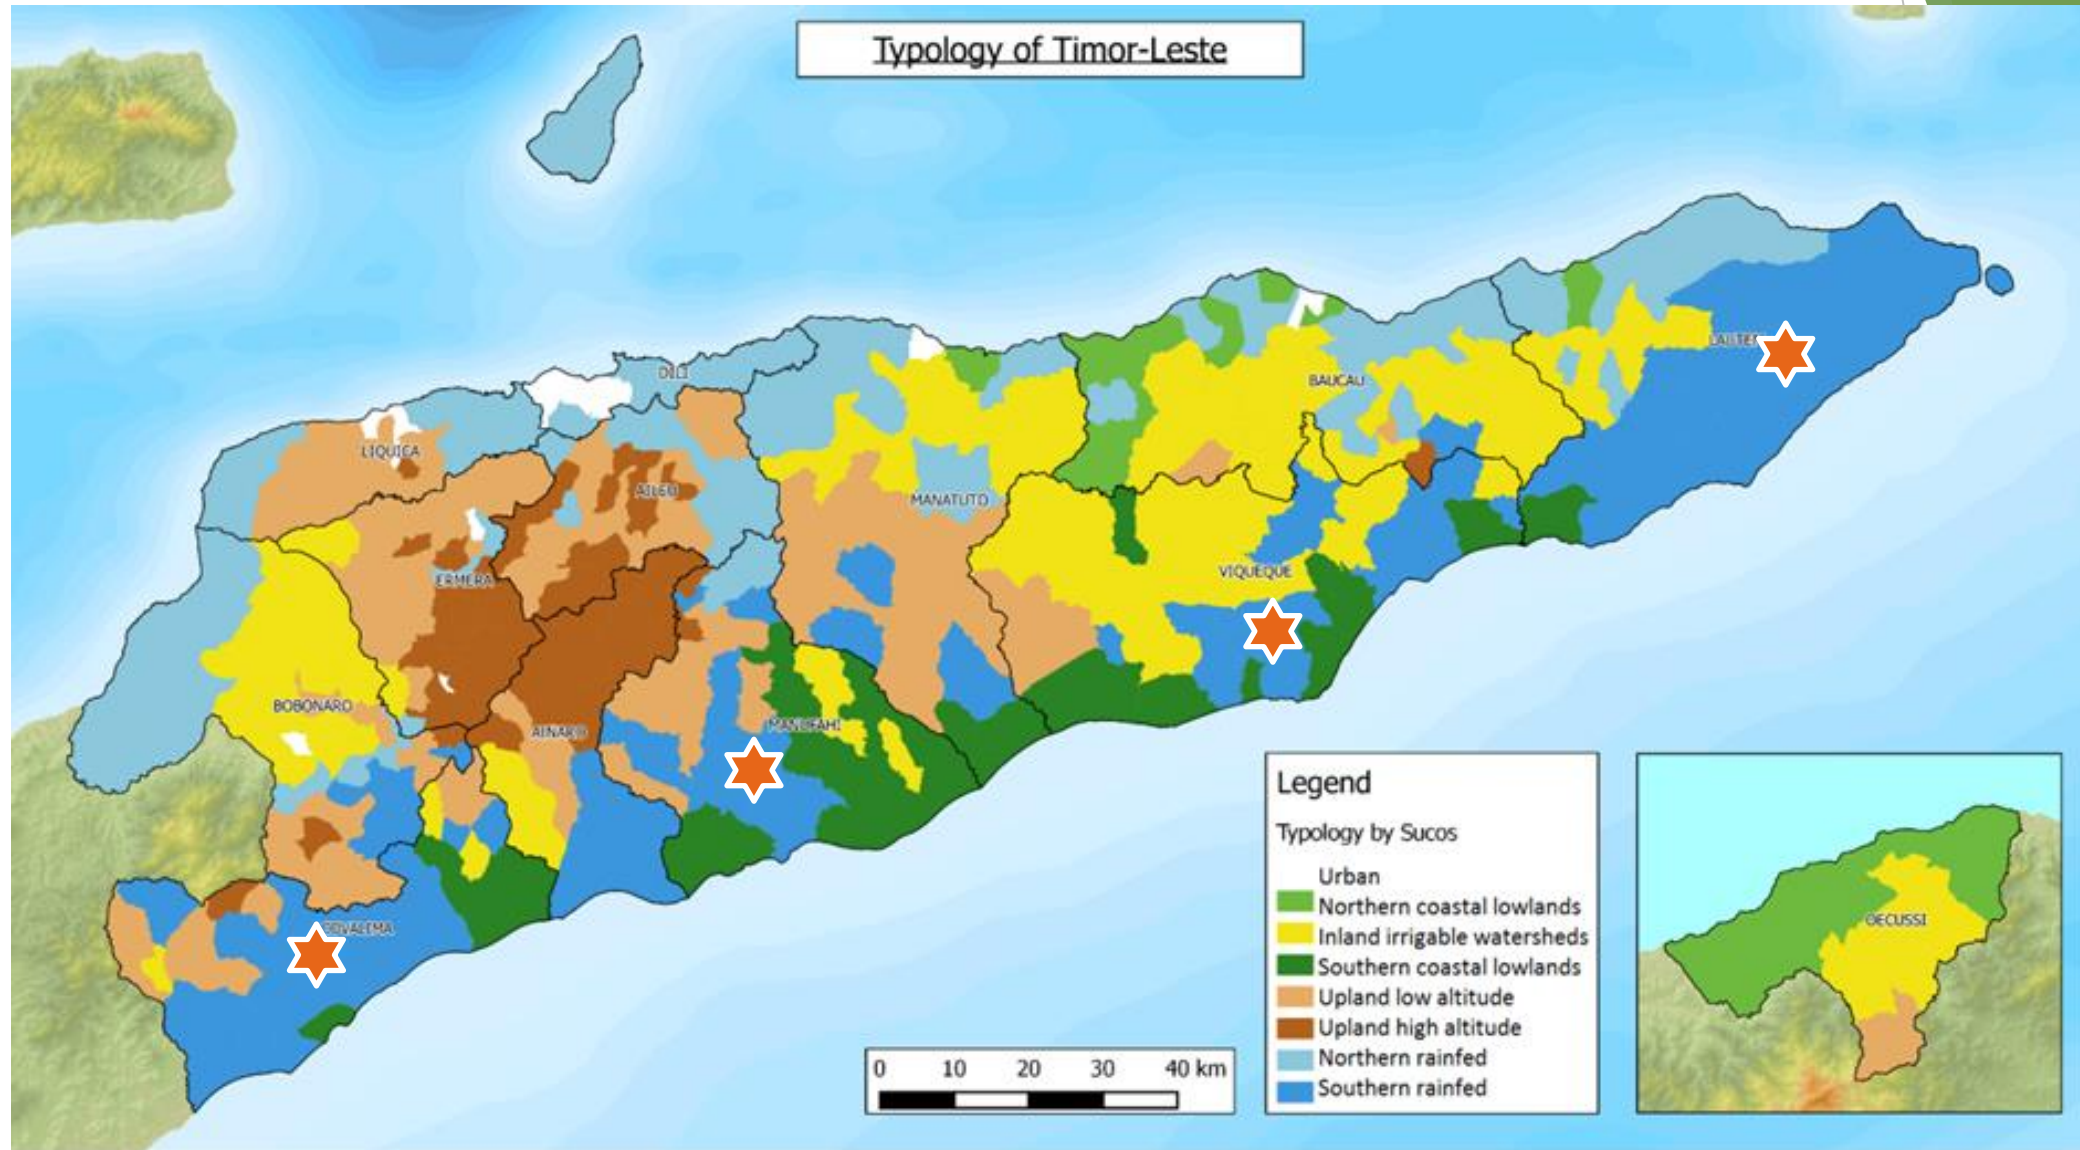 Typology of Timor-Leste
DILI
LIQUICA
AILEU
ERMERA
BOBONARO
AINARO
MANUFAHI
MANATUTO
BAUCAU
VIQUEQUE
COVALIMA
OECUSSI
Legend
Typology by Sucos
Urban
Northern coastal lowlands
Inland irrigable watersheds
Southern coastal lowlands
Upland low altitude
Upland high altitude
Northern rainfed
Southern rainfed
0 10 20 30 40 km